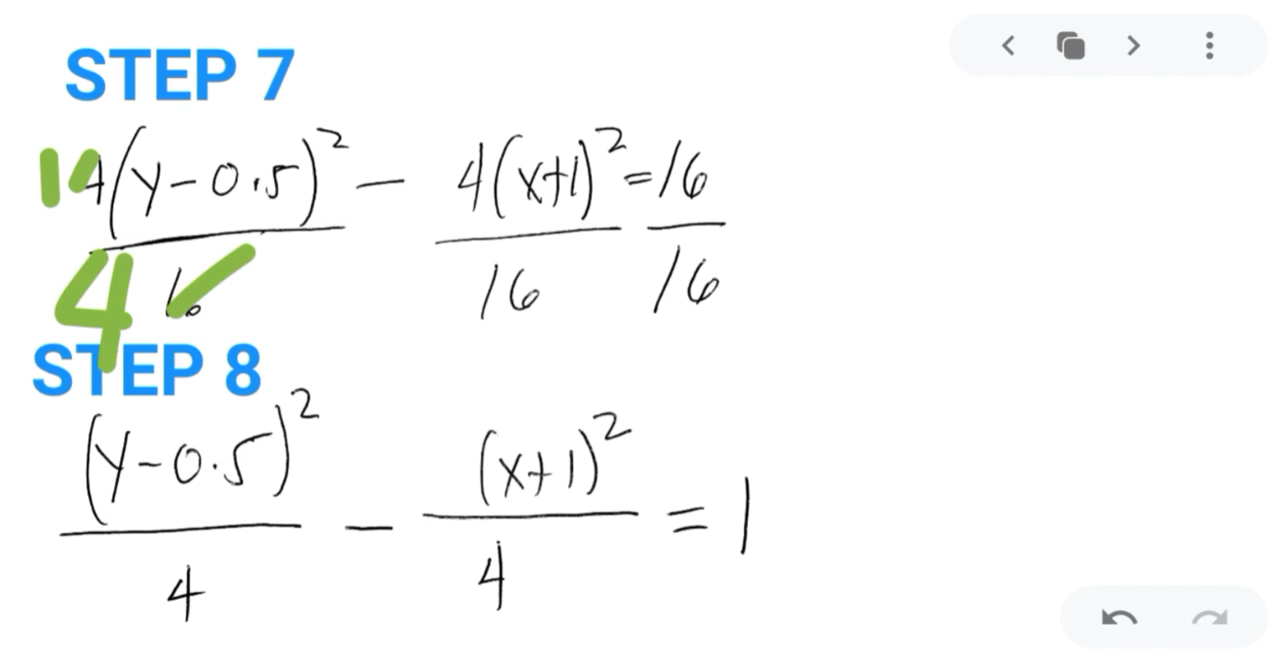 STEP 7
14(y-0.5)² - 4(x+1)² = 16
4 16 16 16
STEP 8
(y-0.5)² - (x+1)² = 1
4 4